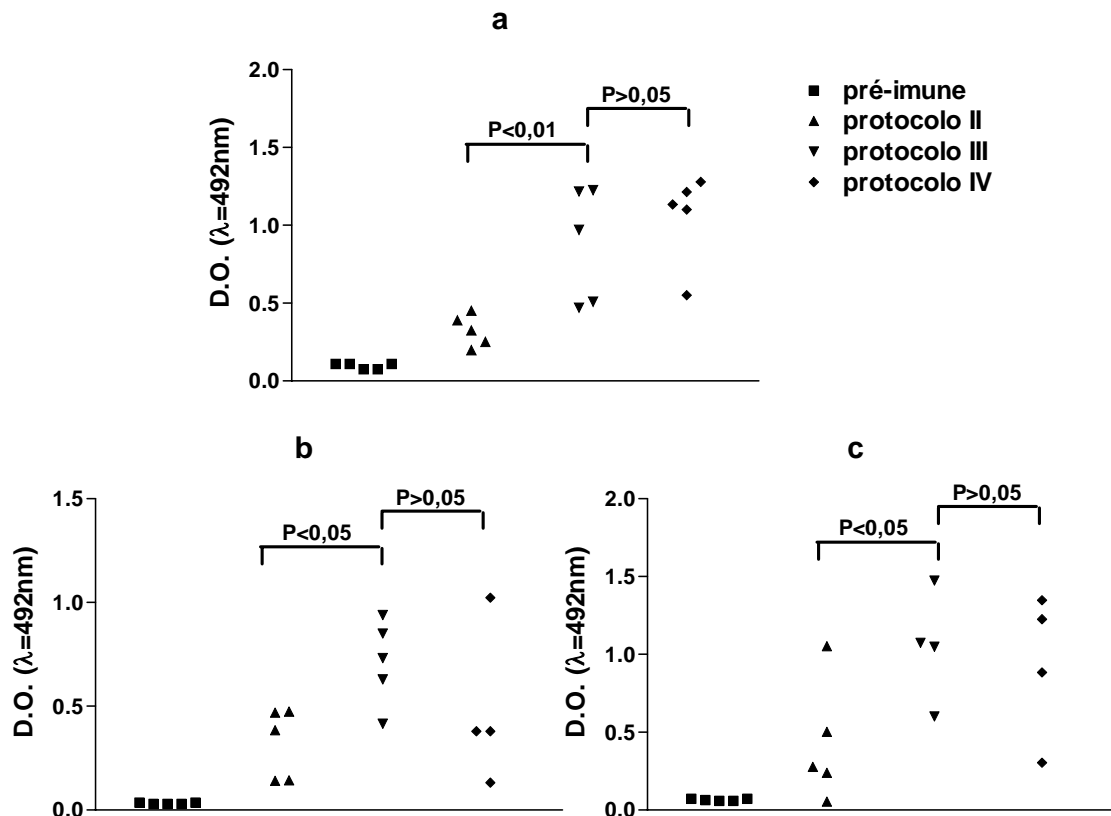 a
D.O. (λ=492nm)
2.0
1.5
1.0
0.5
0.0
P<0,01
P>0,05
pré-imune
protocolo II
protocolo III
protocolo IV
b
D.O. (λ=492nm)
1.5
1.0
0.5
0.0
P<0,05
P>0,05
c
D.O. (λ=492nm)
2.0
1.5
1.0
0.5
0.0
P<0,05
P>0,05